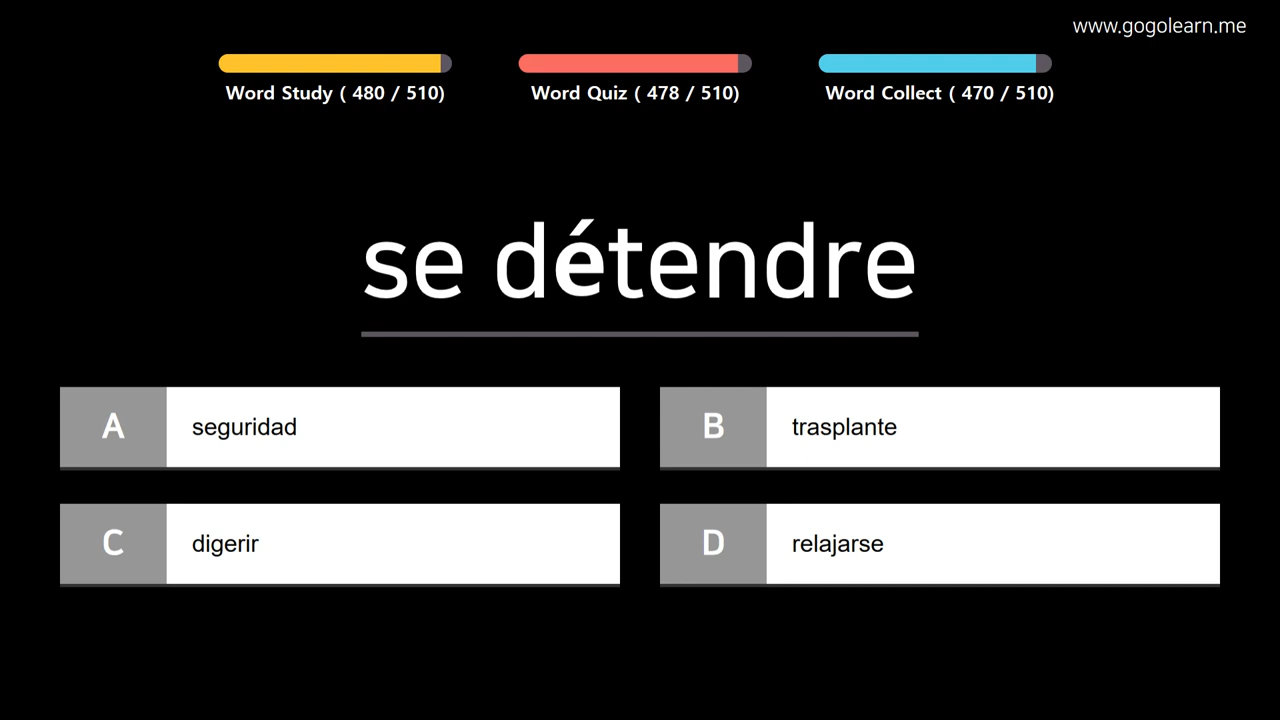 www.gogolearn.me
Word Study ( 480 / 510)
Word Quiz ( 478 / 510)
Word Collect ( 470 / 510)
se détendre
A
seguridad
B
trasplante
C
digerir
D
relajarse